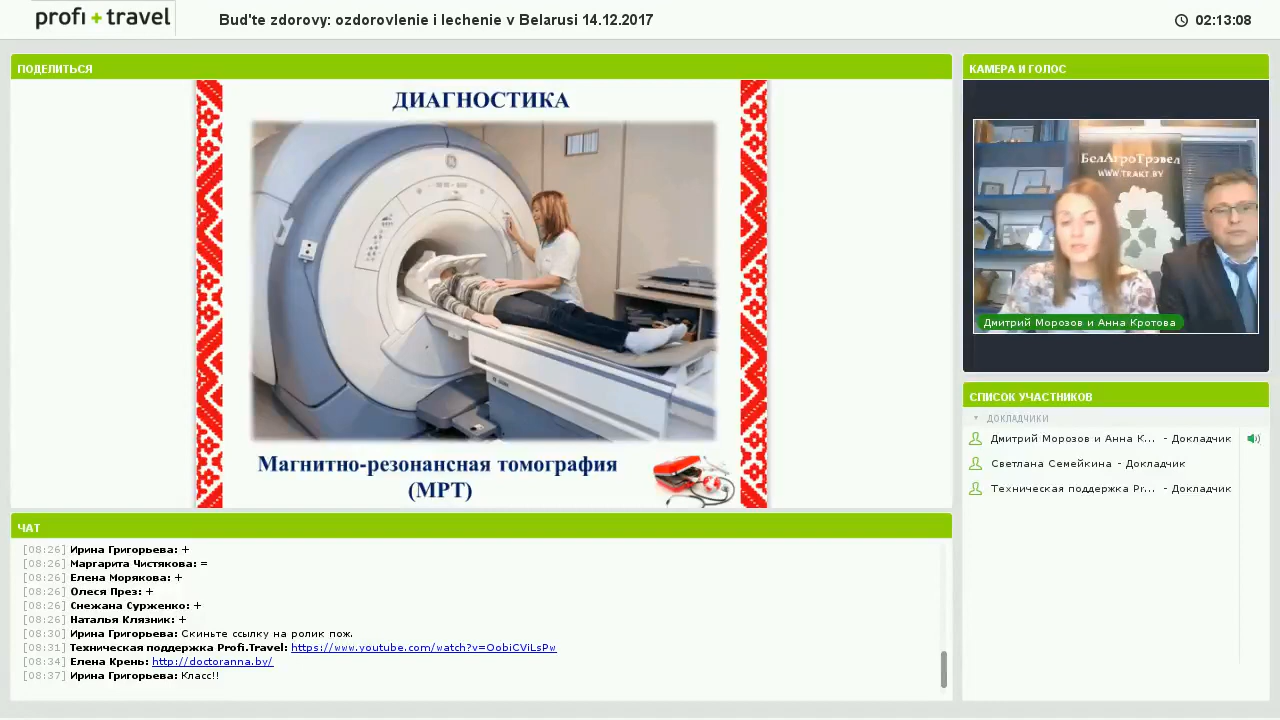 profi + travel
Bud'te zdorovy: ozdorovlenie i lechenie v Belarusi 14.12.2017
02:13:08
ПОДЕЛИТЬСЯ
ДИАГНОСТИКА
Магнитно-резонансная томография
(МРТ)
КАМЕРА И ГОЛОС
БелАгроТрэвел
WWW.TRAKT.BY
Дмитрий Морозов и Анна Кротова
СПИСОК УЧАСТНИКОВ
ДОКЛАДЧИКИ
Дмитрий Морозов и Анна К... - Докладчик
Светлана Семейкина - Докладчик
Техническая поддержка Pr... - Докладчик
ЧАТ
[08:26] Ирина Григорьева: +
[08:26] Маргарита Чистякова: =
[08:26] Елена Морякова: +
[08:26] Олеся През: +
[08:26] Снежана Сурженко: +
[08:26] Наталья Клязник: +
[08:30] Ирина Григорьева: Скиньте ссылку на ролик пож.
[08:31] Техническая поддержка Profi.Travel: https://www.youtube.com/watch?v=OobiCViLsPw
[08:34] Елена Крень: http://doctoranna.by/
[08:37] Ирина Григорьева: Класс!!